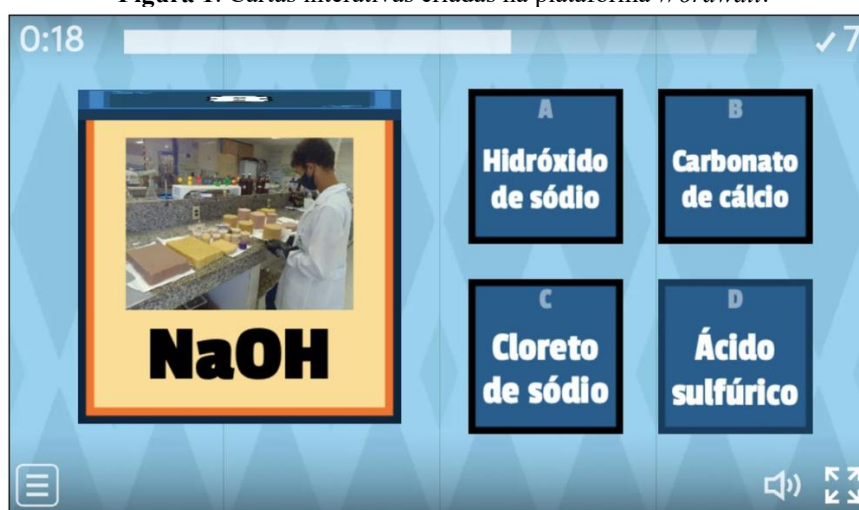 Figura 1. Cartas interativas criadas na plataforma Wordwall.
0:18
✓ 7
NaOH
A
Hidróxido
de sódio
B
Carbonato
de cálcio
C
Cloreto
de sódio
D
Ácido
sulfúrico